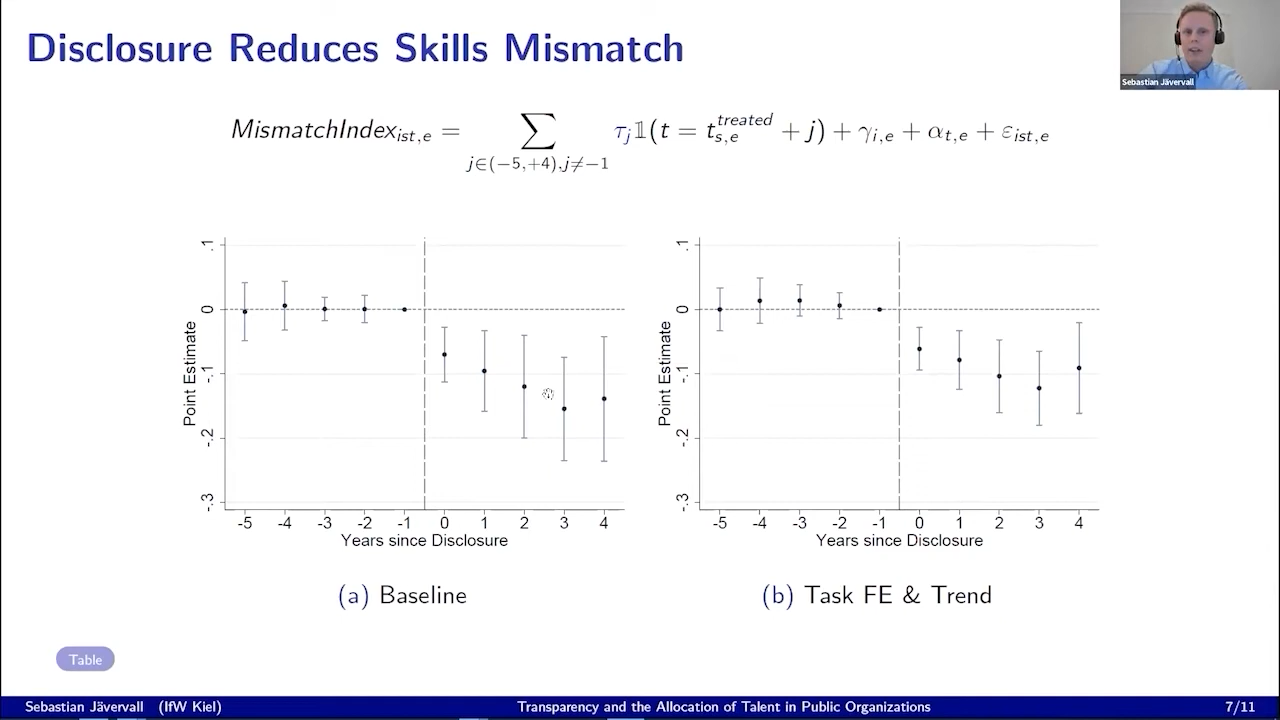 Disclosure Reduces Skills Mismatch
Sebastian Jävervall
MismatchIndex_{ist,e} = \sum_{j∈(−5,+4),j≠−1} τ_j 𝟙(t = t^{treated}_{s,e} + j) + γ_{i,e} + α_{t,e} + ε_{ist,e}
Point Estimate
.1
0
-.1
-.2
-.3
-5 -4 -3 -2 -1 0 1 2 3 4
Years since Disclosure
(a) Baseline
Point Estimate
.1
0
-.1
-.2
-.3
-5 -4 -3 -2 -1 0 1 2 3 4
Years since Disclosure
(b) Task FE & Trend
Table
Sebastian Jävervall (IfW Kiel) Transparency and the Allocation of Talent in Public Organizations 7/11